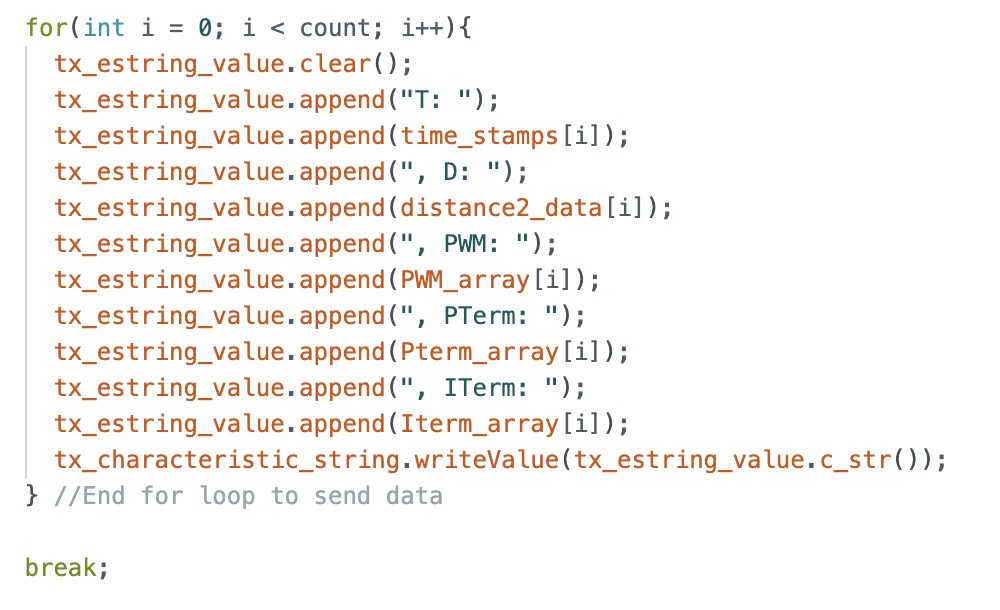 for(int i = 0; i < count; i++){
tx_estring_value.clear();
tx_estring_value.append("T: ");
tx_estring_value.append(time_stamps[i]);
tx_estring_value.append(", D: ");
tx_estring_value.append(distance2_data[i]);
tx_estring_value.append(", PWM: ");
tx_estring_value.append(PWM_array[i]);
tx_estring_value.append(", PTerm: ");
tx_estring_value.append(Pterm_array[i]);
tx_estring_value.append(", ITerm: ");
tx_estring_value.append(Iterm_array[i]);
tx_characteristic_string.writeValue(tx_estring_value.c_str());
} //End for loop to send data
break;